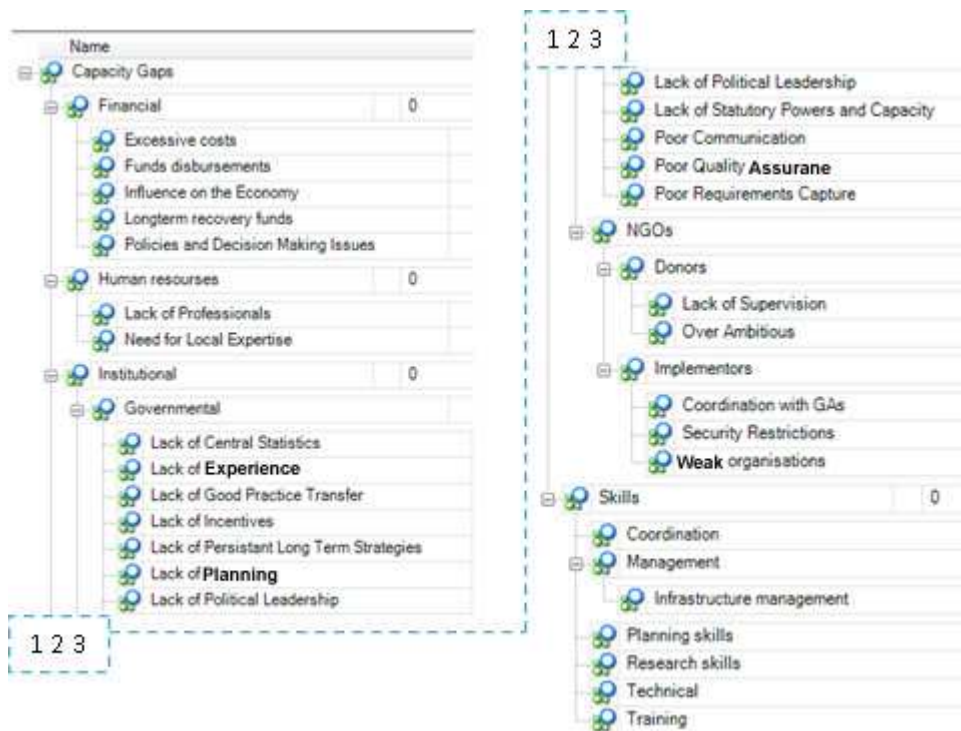 Name
Capacity Gaps
Financial 0
Excessive costs
Funds disbursements
Influence on the Economy
Longterm recovery funds
Policies and Decision Making Issues
Human resourses 0
Lack of Professionals
Need for Local Expertise
Institutional 0
Governmental
Lack of Central Statistics
Lack of Experience
Lack of Good Practice Transfer
Lack of Incentives
Lack of Persistant Long Term Strategies
Lack of Planning
Lack of Political Leadership
1 2 3
1 2 3
Lack of Political Leadership
Lack of Statutory Powers and Capacity
Poor Communication
Poor Quality Assurane
Poor Requirements Capture
NGOs
Donors
Lack of Supervision
Over Ambitious
Implementors
Coordination with GAs
Security Restrictions
Weak organisations
Skills 0
Coordination
Management
Infrastructure management
Planning skills
Research skills
Technical
Training